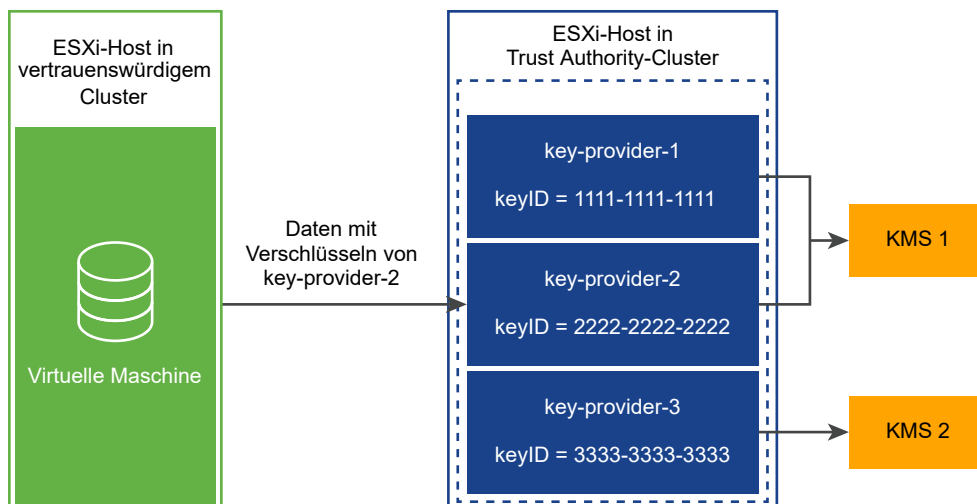 ESXi-Host in
vertrauenswürdigem
Cluster
Virtuelle Maschine
Daten mit
Verschlüsseln von
key-provider-2
ESXi-Host in
Trust Authority-Cluster
key-provider-1
keyID = 1111-1111-1111
key-provider-2
keyID = 2222-2222-2222
key-provider-3
keyID = 3333-3333-3333
KMS 1
KMS 2